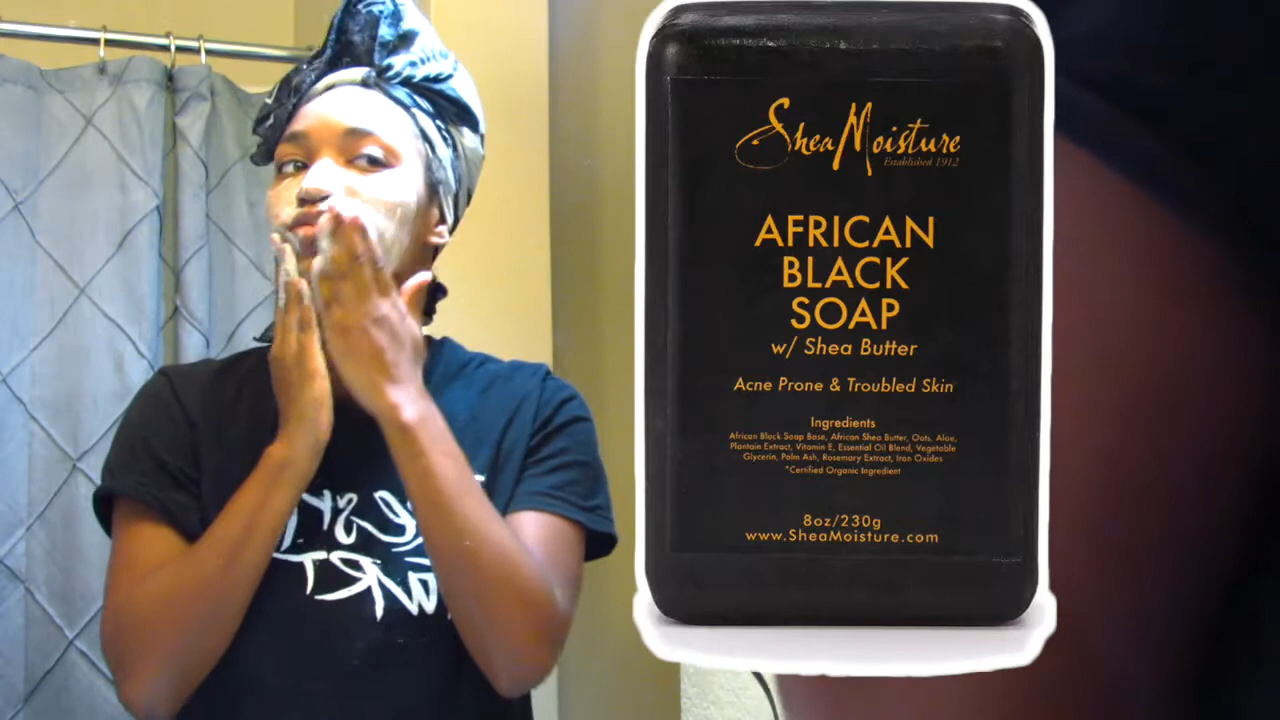 SheaMoisture
Established 1912
AFRICAN
BLACK
SOAP
w/ Shea Butter
Acne Prone & Troubled Skin
Ingredients
African Black Soap Base, African Shea Butter, Oats, Aloe,
Plantain Extract, Vitamin E, Essential Oil Blend, Vegetable
Glycerin, Palm Ash, Rosemary Extract, Iron Oxides
*Certified Organic Ingredient
8oz/230g
www.SheaMoisture.com